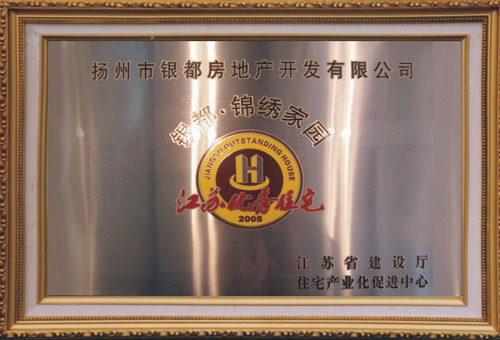 扬州市银都房地产开发有限公司
银都·锦绣家园
JIANGSU OUTSTANDING HOUSE
H
江苏优秀住宅
2005
江苏省建设厅
住宅产业化促进中心